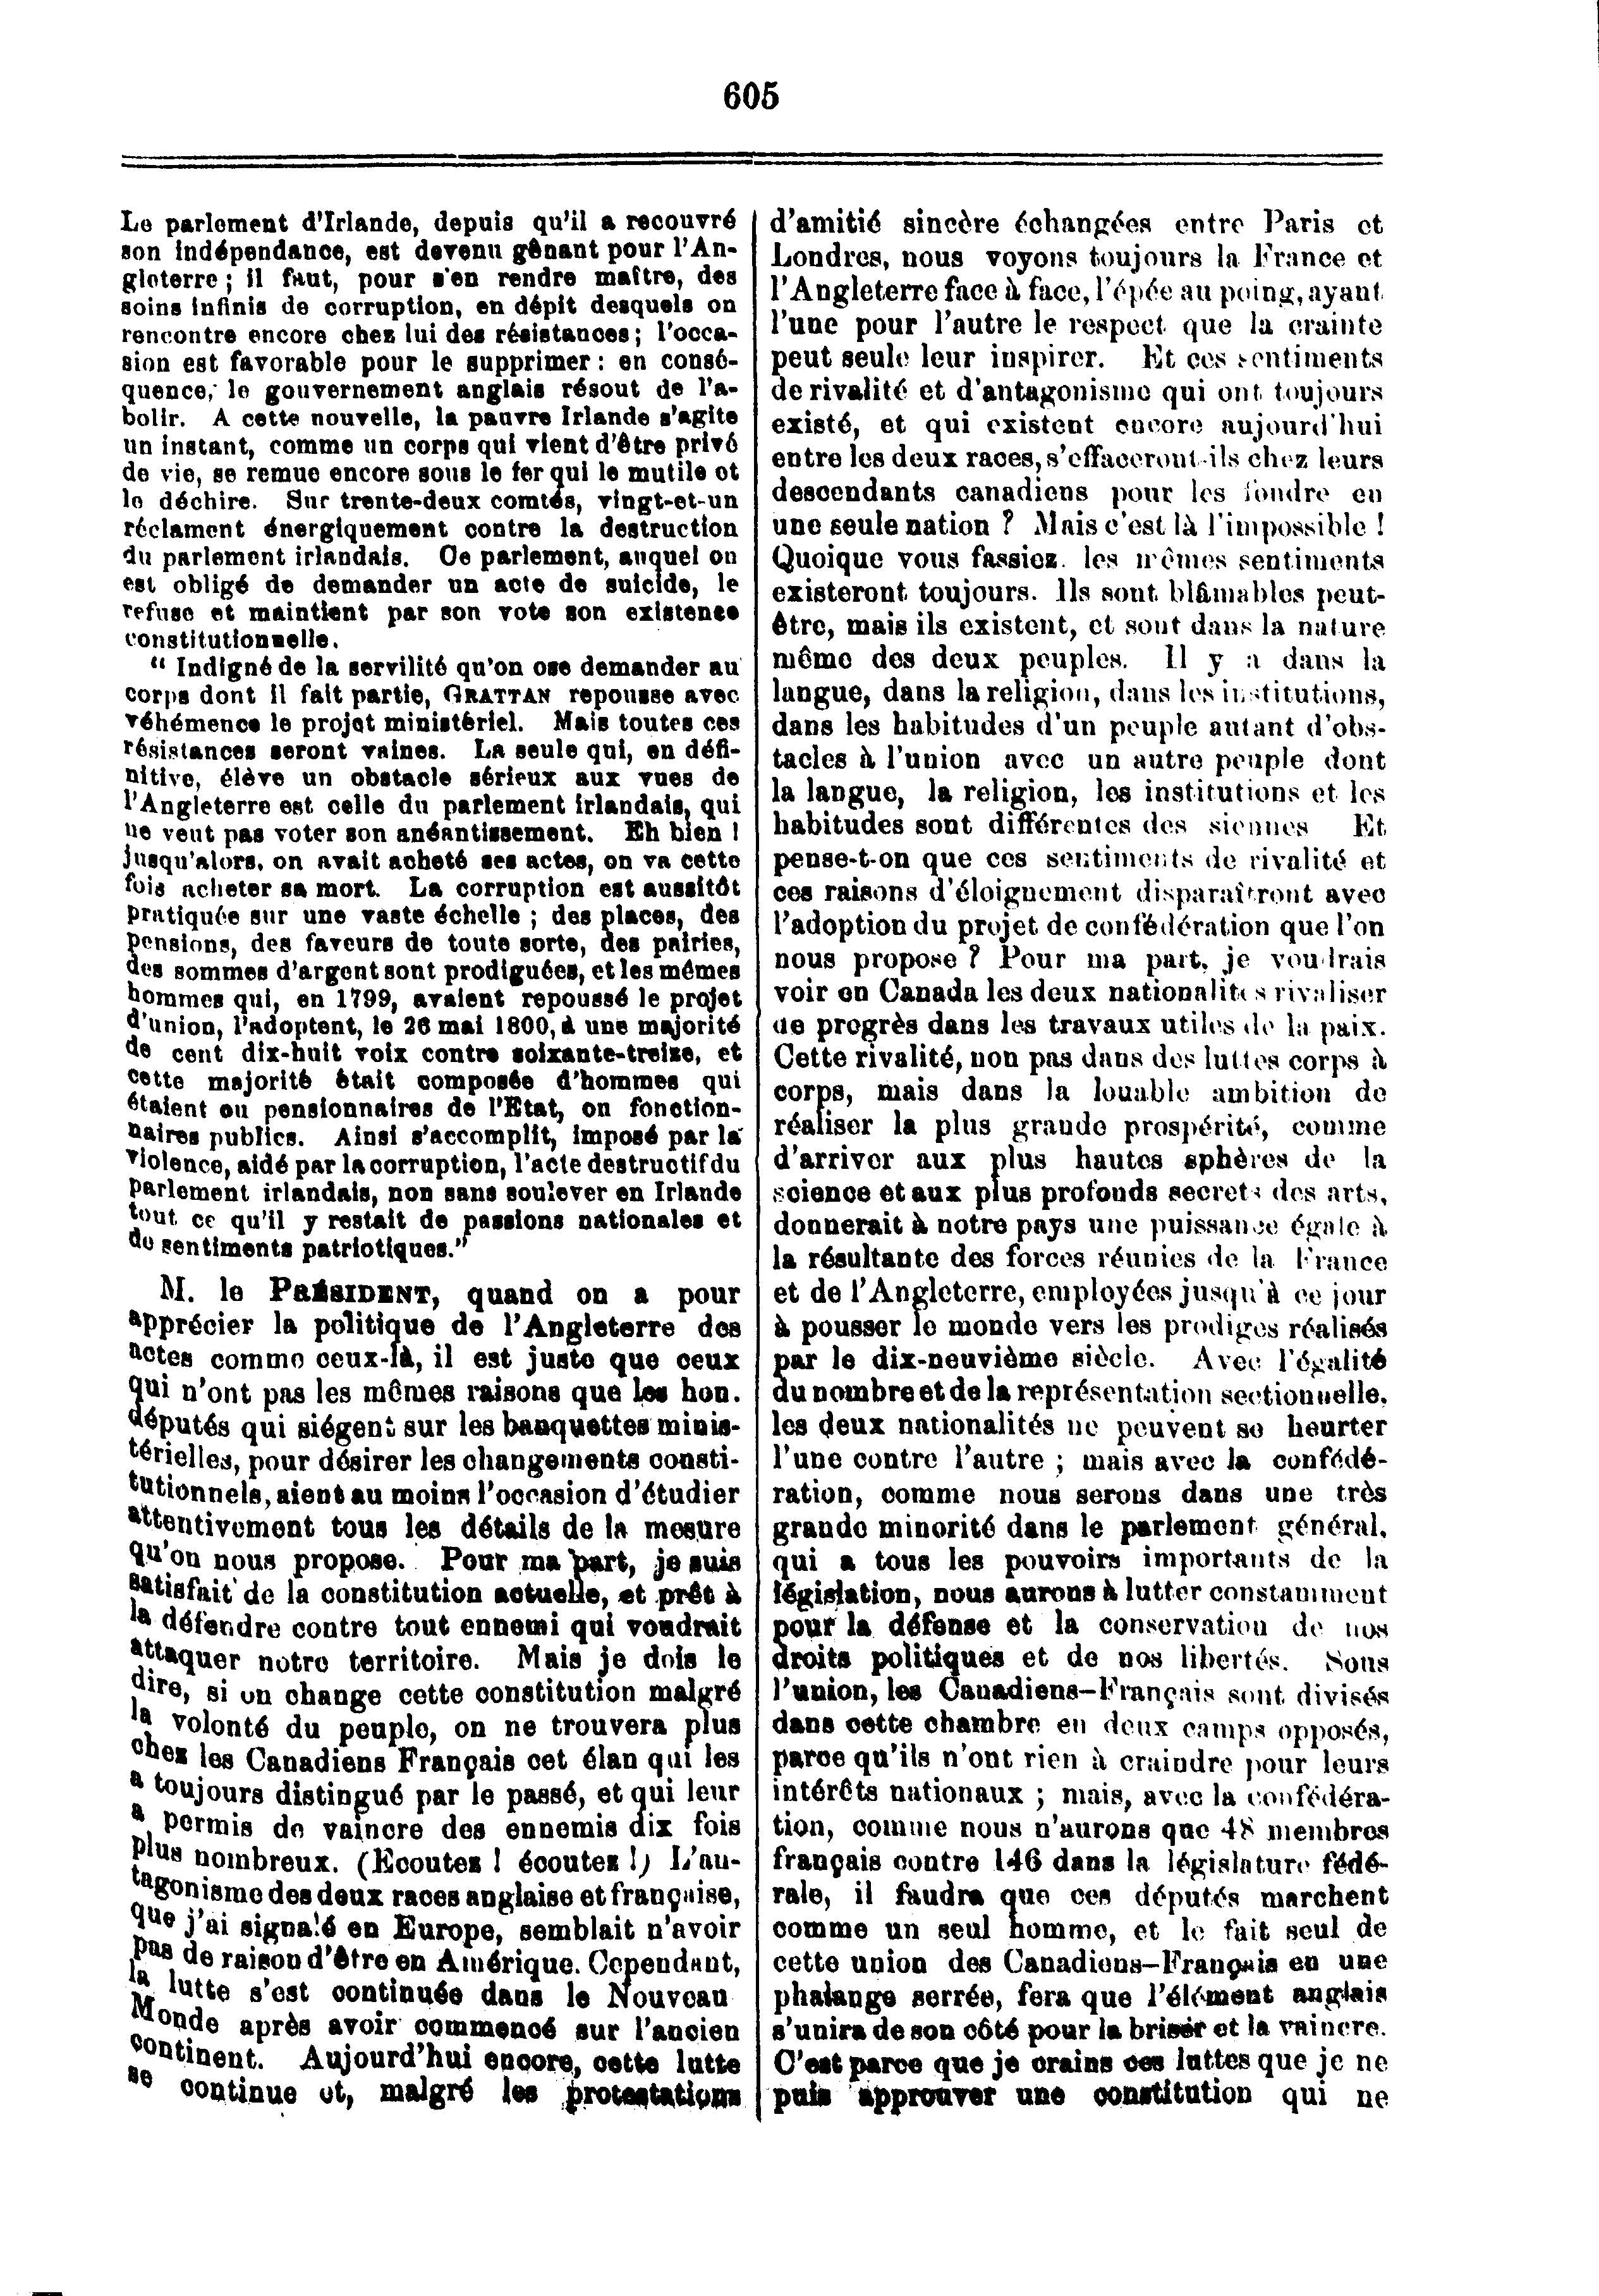 605
Le parlement d'Irlande, depuis qu'il a recouvré
son indépendance, est devenu gênant pour l'An-
gleterre ; il faut, pour s'en rendre maître, des
soins infinis de corruption, en dépit desquels on
rencontre encore chez lui des résistances ; l'occa-
sion est favorable pour le supprimer : en consé-
quence, le gouvernement anglais résout de l'a-
bolir. A cette nouvelle, la pauvre Irlande s'agite
un instant, comme un corps qui vient d'être privé
de vie, se remue encore sous le fer qui le mutile et
le déchire. Sur trente-deux comtés, vingt-et-un
réclament énergiquement contre la destruction
du parlement irlandais. Ce parlement, auquel on
est obligé de demander un acte de suicide, le
refuse et maintient par son vote son existence
constitutionnelle.
“ Indigné de la servilité qu'on ose demander au
corps dont il fait partie, GRATTAN repousse avec
véhémence le projet ministériel. Mais toutes ces
résistances seront vaines. La seule qui, en défi-
nitive, élève un obstacle sérieux aux vues de
l'Angleterre est celle du parlement irlandais, qui
ne veut pas voter son anéantissement. Eh bien !
jusqu'alors, on avait acheté ses actes, on va cette
fois acheter sa mort. La corruption est aussitôt
pratiquée sur une vaste échelle ; des places, des
pensions, des faveurs de toute sorte, des pairies,
des sommes d'argent sont prodiguées, et les mêmes
hommes qui, en 1799, avaient repoussé le projet
d'union, l'adoptent, le 26 mai 1800, à une majorité
de cent dix-huit voix contre soixante-treize, et
cette majorité était composée d'hommes qui
étaient ou pensionnaires de l'Etat, ou fonction-
naires publics. Ainsi s'accomplit, imposé par la
violence, aidé par la corruption, l'acte destructif du
parlement irlandais, non sans soulever en Irlande
tout ce qu'il y restait de passions nationales et
de sentiments patriotiques.”
M. le PRÉSIDENT, quand on a pour
apprécier la politique de l'Angleterre des
actes comme ceux-là, il est juste que ceux
qui n'ont pas les mêmes raisons que les hon.
députés qui siégent sur les banquettes minis-
térielles, pour désirer les changements consti-
tutionnels, aient au moins l'occasion d'étudier
attentivement tous les détails de la mesure
qu'on nous propose. Pour ma part, je suis
satisfait de la constitution actuelle, et prêt à
la défendre contre tout ennemi qui voudrait
attaquer notre territoire. Mais je dois le
dire, si on change cette constitution malgré
la volonté du peuple, on ne trouvera plus
chez les Canadiens Français cet élan qui les
a toujours distingué par le passé, et qui leur
a permis de vaincre des ennemis dix fois
plus nombreux. (Ecoutez ! écoutez !) L'an-
tagonisme des deux races anglaise et française,
que j'ai signalé en Europe, semblait n'avoir
pas de raison d'être en Amérique. Cependant,
la lutte s'est continuée dans le Nouveau
Monde après avoir commencé sur l'ancien
continent. Aujourd'hui encore, cette lutte
se continue et, malgré les protestations
d'amitié sincère échangées entre Paris et
Londres, nous voyons toujours la France et
l'Angleterre face à face, l'épée au poing, ayant
l'une pour l'autre le respect que la crainte
peut seule leur inspirer. Et ces sentiments
de rivalité et d'antagonisme qui ont toujours
existé, et qui existent encore aujourd'hui
entre les deux races, s'effaceront-ils chez leurs
descendants canadiens pour les fondre en
une seule nation ? Mais c'est là l'impossible !
Quoique vous fassiez, les mêmes sentiments
existeront toujours. Ils sont blâmables peut-
être, mais ils existent, et sont dans la nature
même des deux peuples. Il y a dans la
langue, dans la religion, dans les institutions,
dans les habitudes d'un peuple autant d'obs-
tacles à l'union avec un autre peuple dont
la langue, la religion, les institutions et les
habitudes sont différentes des siennes Et
pense-t-on que ces sentiments de rivalité et
ces raisons d'éloignement disparaîtront avec
l'adoption du projet de confédération que l'on
nous propose ? Pour ma part, je voudrais
voir en Canada les deux nationalités rivaliser
de progrès dans les travaux utiles de la paix.
Cette rivalité, non pas dans des luttes corps à
corps, mais dans la louable ambition de
réaliser la plus grande prospérité, comme
d'arriver aux plus hautes sphères de la
science et aux plus profonds secrets des arts,
donnerait à notre pays une puissance égale à
la résultante des forces réunies de la France
et de l'Angleterre, employées jusqu'à ce jour
à pousser le monde vers les prodiges réalisés
par le dix-neuvième siècle. Avec l'égalité
du nombre et de la représentation sectionnelle,
les deux nationalités ne peuvent se heurter
l'une contre l'autre ; mais avec la confédé-
ration, comme nous serons dans une très
grande minorité dans le parlement général,
qui a tous les pouvoirs importants de la
législation, nous aurons à lutter constamment
pour la défense et la conservation de nos
droits politiques et de nos libertés. Sous
l'union, les Canadiens-Français sont divisés
dans cette chambre en deux camps opposés,
parce qu'ils n'ont rien à craindre pour leurs
intérêts nationaux ; mais, avec la confédéra-
tion, comme nous n'aurons que 48 membres
français contre 146 dans la législature fédé-
rale, il faudra que ces députés marchent
comme un seul homme, et le fait seul de
cette union des Canadiens-Français en une
phalange serrée, fera que l'élément anglais
s'unira de son côté pour la briser et la vaincre.
C'est parce que je crains ces luttes que je ne
puis approuver une constitution qui ne